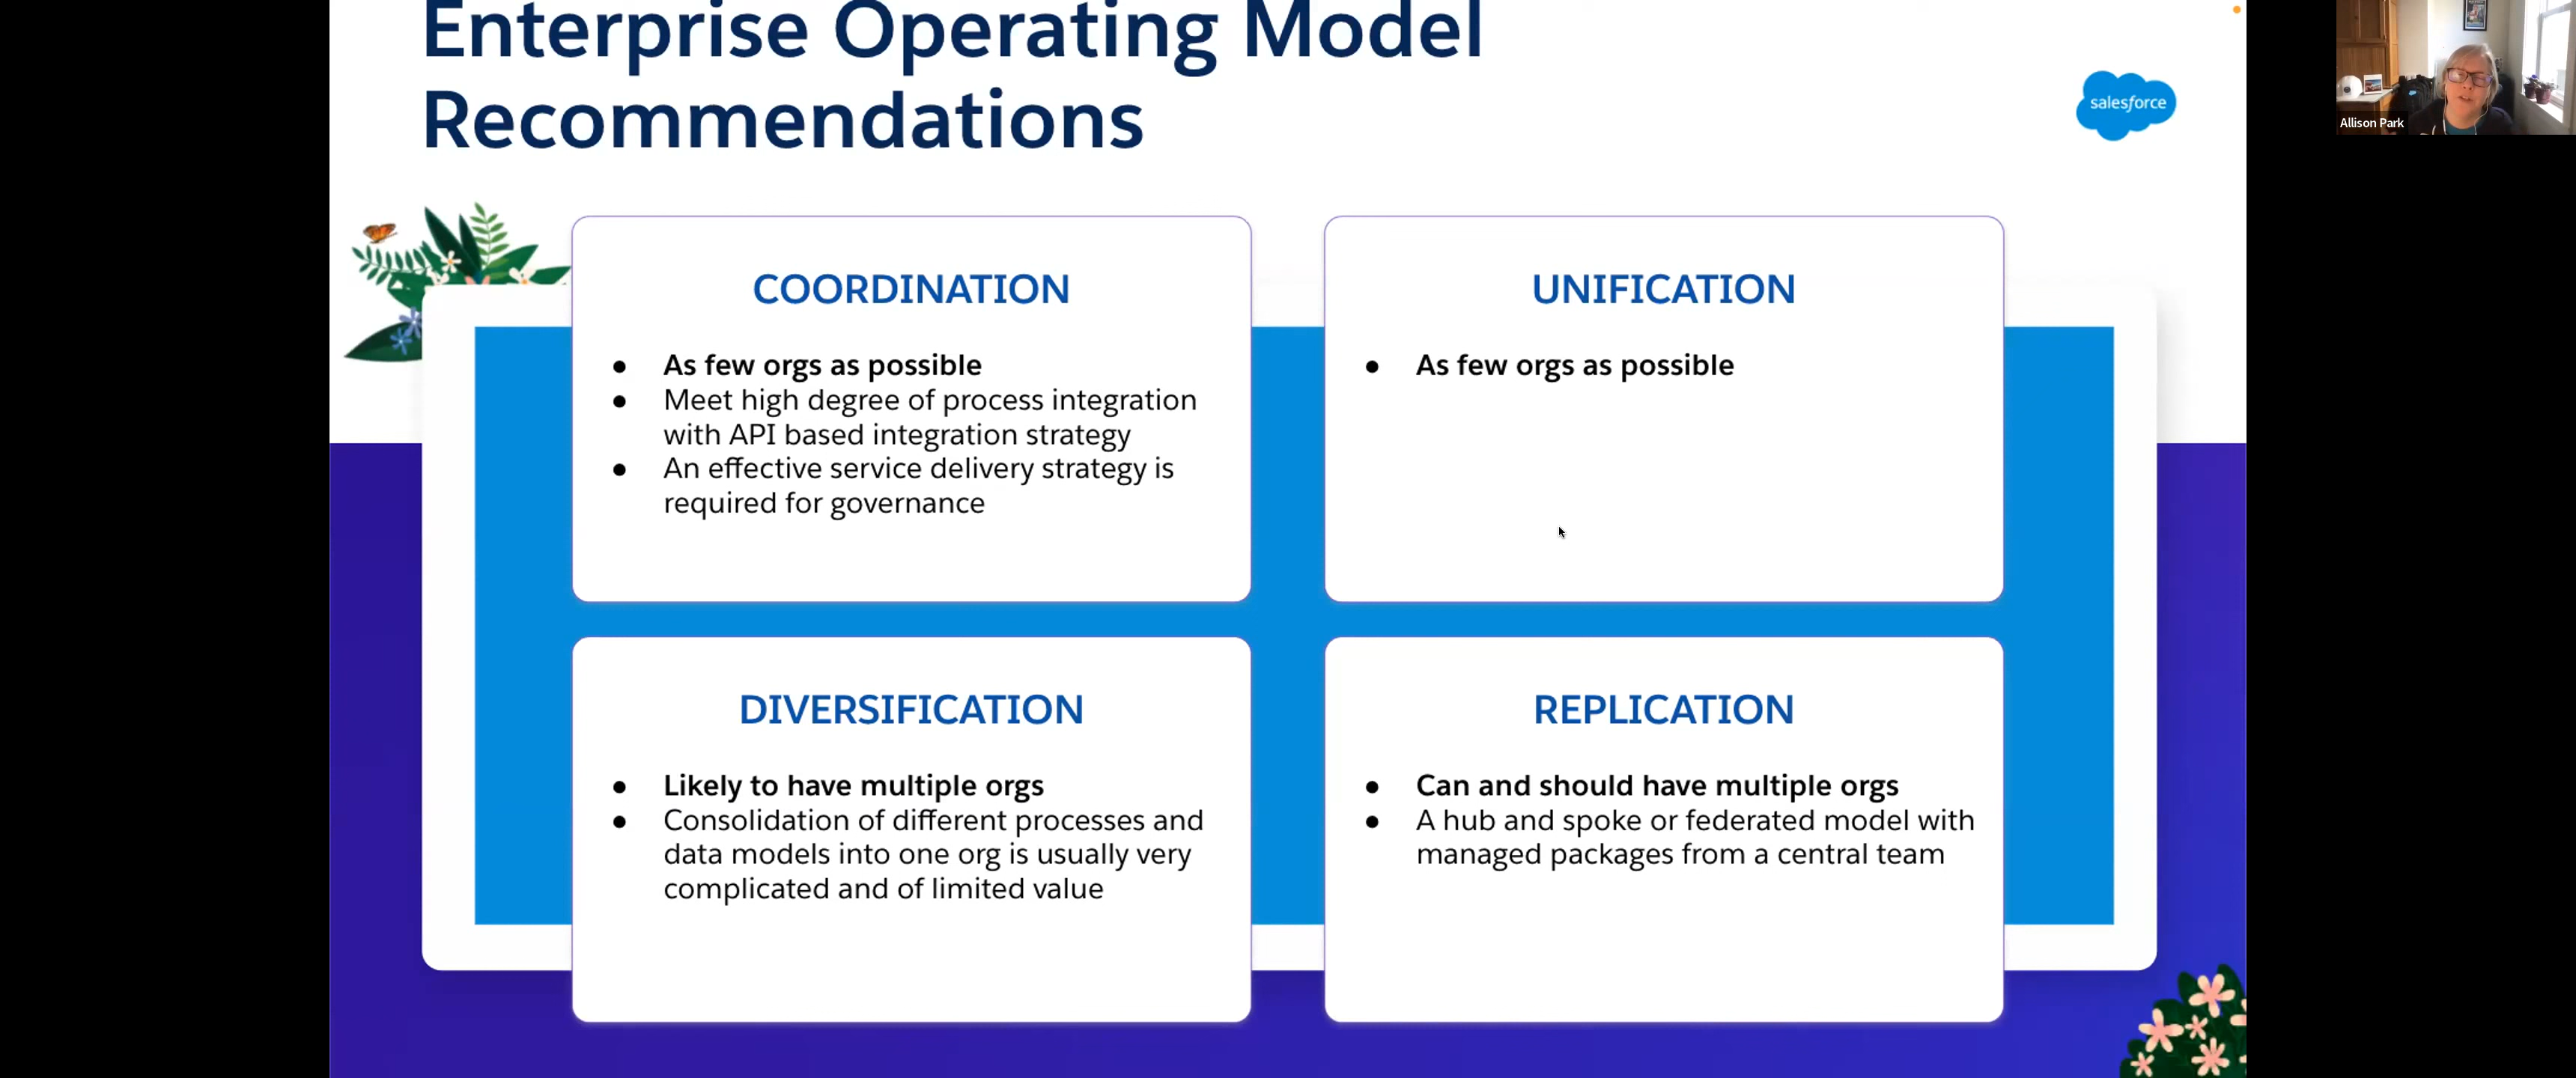 Enterprise Operating Model
Recommendations
salesforce
Allison Park
COORDINATION
● As few orgs as possible
● Meet high degree of process integration
with API based integration strategy
● An effective service delivery strategy is
required for governance
UNIFICATION
● As few orgs as possible
DIVERSIFICATION
● Likely to have multiple orgs
● Consolidation of different processes and
data models into one org is usually very
complicated and of limited value
REPLICATION
● Can and should have multiple orgs
● A hub and spoke or federated model with
managed packages from a central team